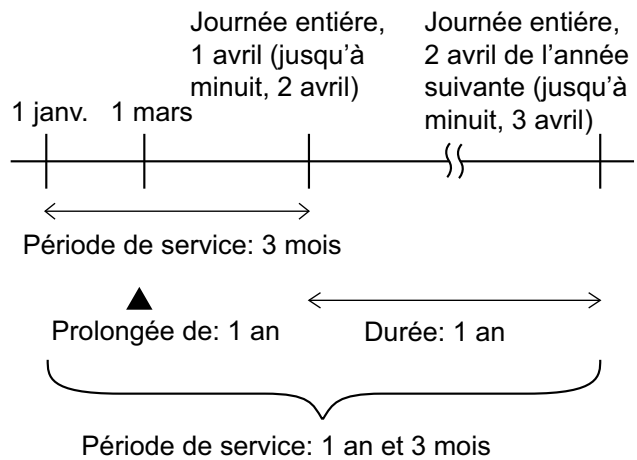 Journée entiére,
1 avril (jusqu'à
minuit, 2 avril)
Journée entiére,
2 avril de l'année
suivante (jusqu'à
minuit, 3 avril)
1 janv.
1 mars
Période de service: 3 mois
Prolongée de: 1 an
Durée: 1 an
Période de service: 1 an et 3 mois